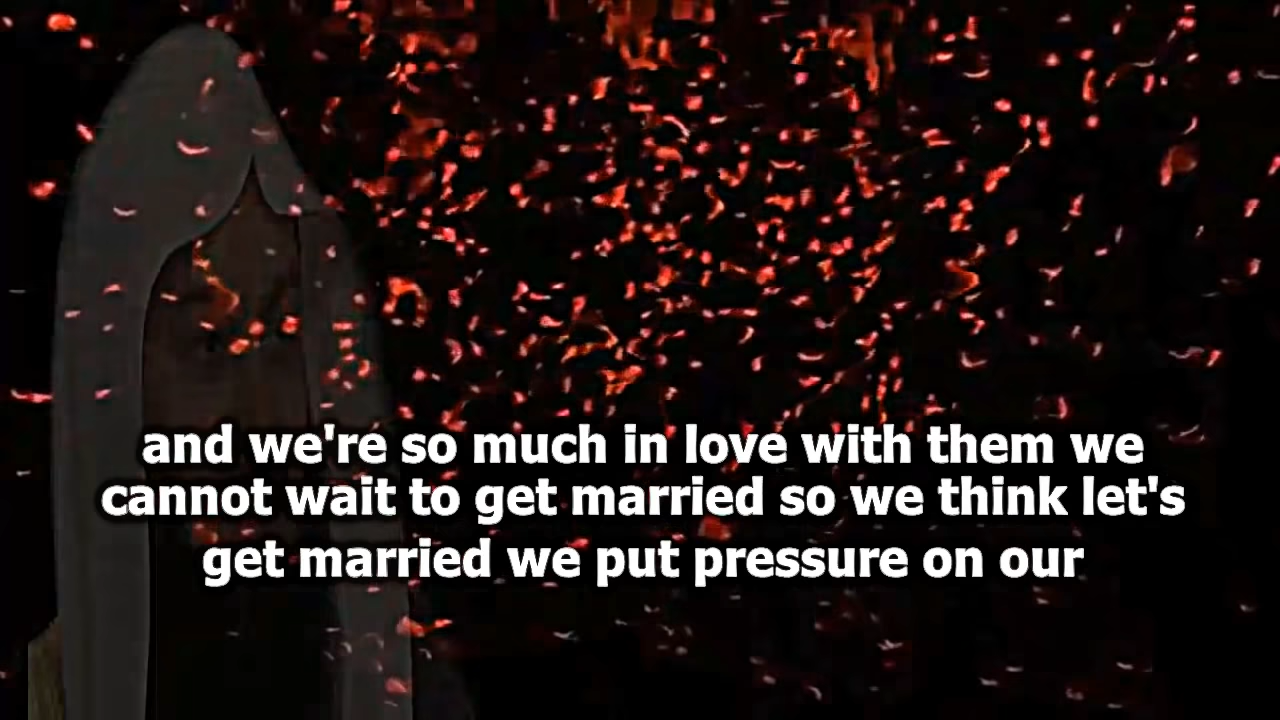 and we're so much in love with them we
cannot wait to get married so we think let's
get married we put pressure on our